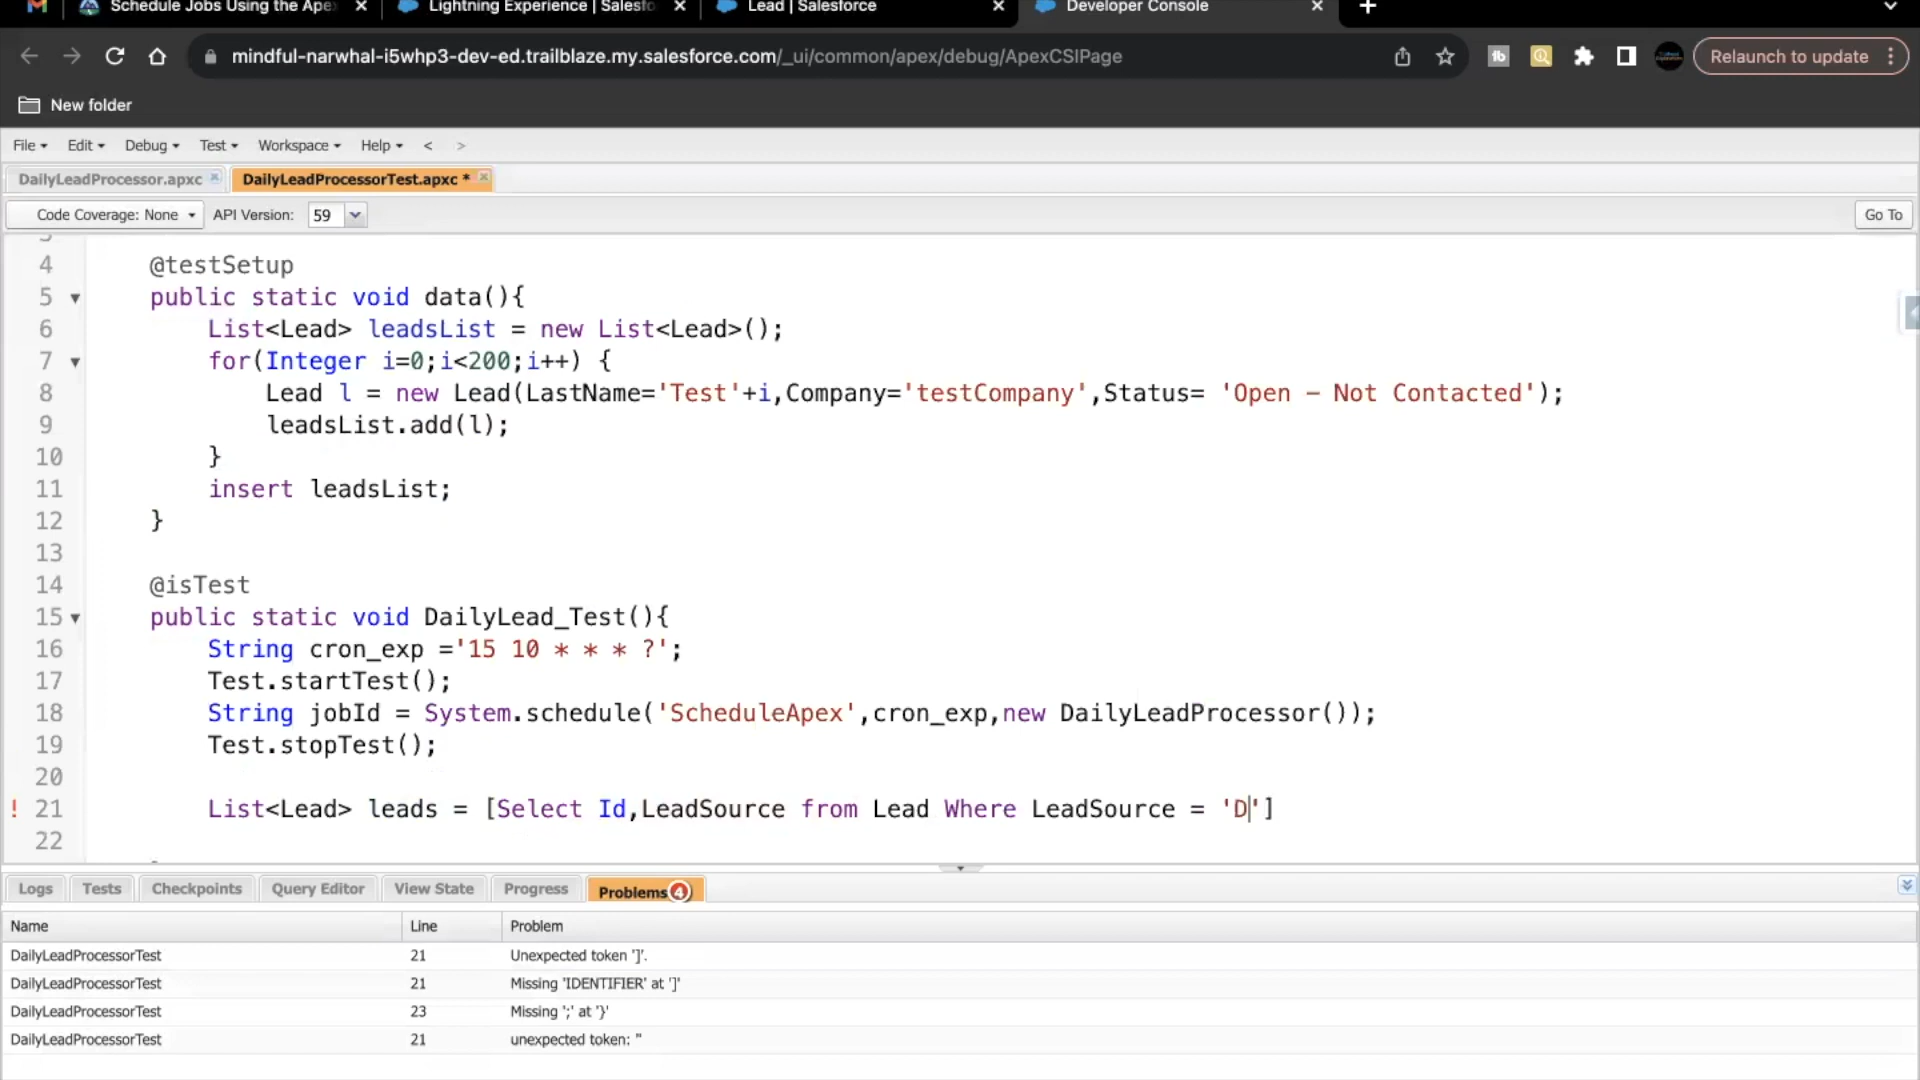 Schedule Jobs Using the Apex
Lightning Experience | Salesfo
Lead | Salesforce
Developer Console
mindful-narwhal-i5whp3-dev-ed.trailblaze.my.salesforce.com/_ui/common/apex/debug/ApexCSIPage
Relaunch to update
New folder
File Edit Debug Test Workspace Help < >
DailyLeadProcessor.apxc DailyLeadProcessorTest.apxc *
Code Coverage: None API Version: 59 Go To
4 @testSetup
5 public static void data(){
6 List<Lead> leadsList = new List<Lead>();
7 for(Integer i=0;i<200;i++) {
8 Lead l = new Lead(LastName='Test'+i,Company='testCompany',Status= 'Open - Not Contacted');
9 leadsList.add(l);
10 }
11 insert leadsList;
12 }
13
14 @isTest
15 public static void DailyLead_Test(){
16 String cron_exp ='15 10 * * * ?';
17 Test.startTest();
18 String jobId = System.schedule('ScheduleApex',cron_exp,new DailyLeadProcessor());
19 Test.stopTest();
20
! 21 List<Lead> leads = [Select Id,LeadSource from Lead Where LeadSource = 'D']
22
Logs Tests Checkpoints Query Editor View State Progress Problems 4
Name Line Problem
DailyLeadProcessorTest 21 Unexpected token ']'.
DailyLeadProcessorTest 21 Missing 'IDENTIFIER' at ']'
DailyLeadProcessorTest 23 Missing ';' at '}'
DailyLeadProcessorTest 21 unexpected token: ''